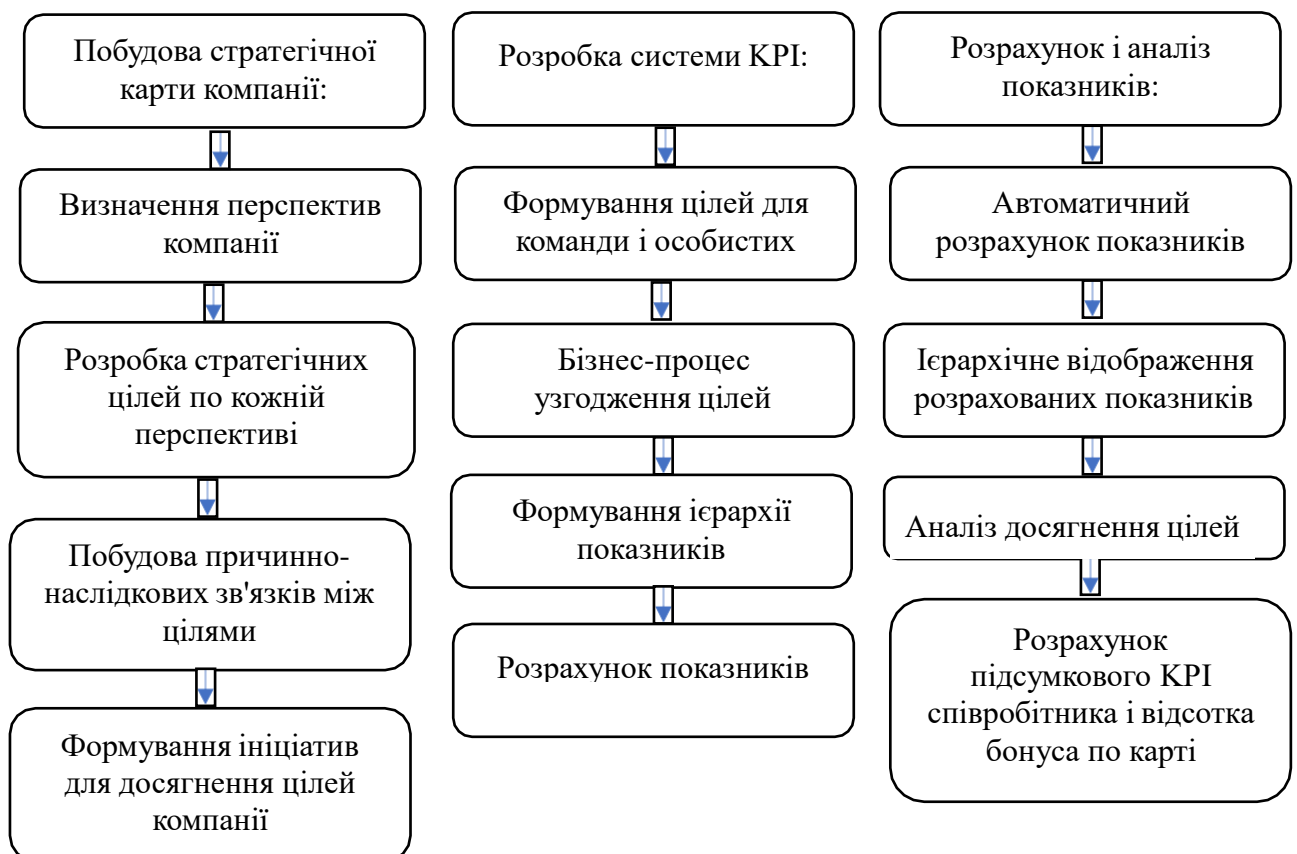 Побудова стратегічної
карти компанії:
Визначення перспектив
компанії
Розробка стратегічних
цілей по кожній
перспективі
Побудова причинно-
наслідкових зв'язків між
цілями
Формування ініціатив
для досягнення цілей
компанії
Розробка системи KPI:
Формування цілей для
команди і особистих
Бізнес-процес
узгодження цілей
Формування ієрархії
показників
Розрахунок показників
Розрахунок і аналіз
показників:
Автоматичний
розрахунок показників
Ієрархічне відображення
розрахованих показників
Аналіз досягнення цілей
Розрахунок
підсумкового KPI
співробітника і відсотка
бонуса по карті